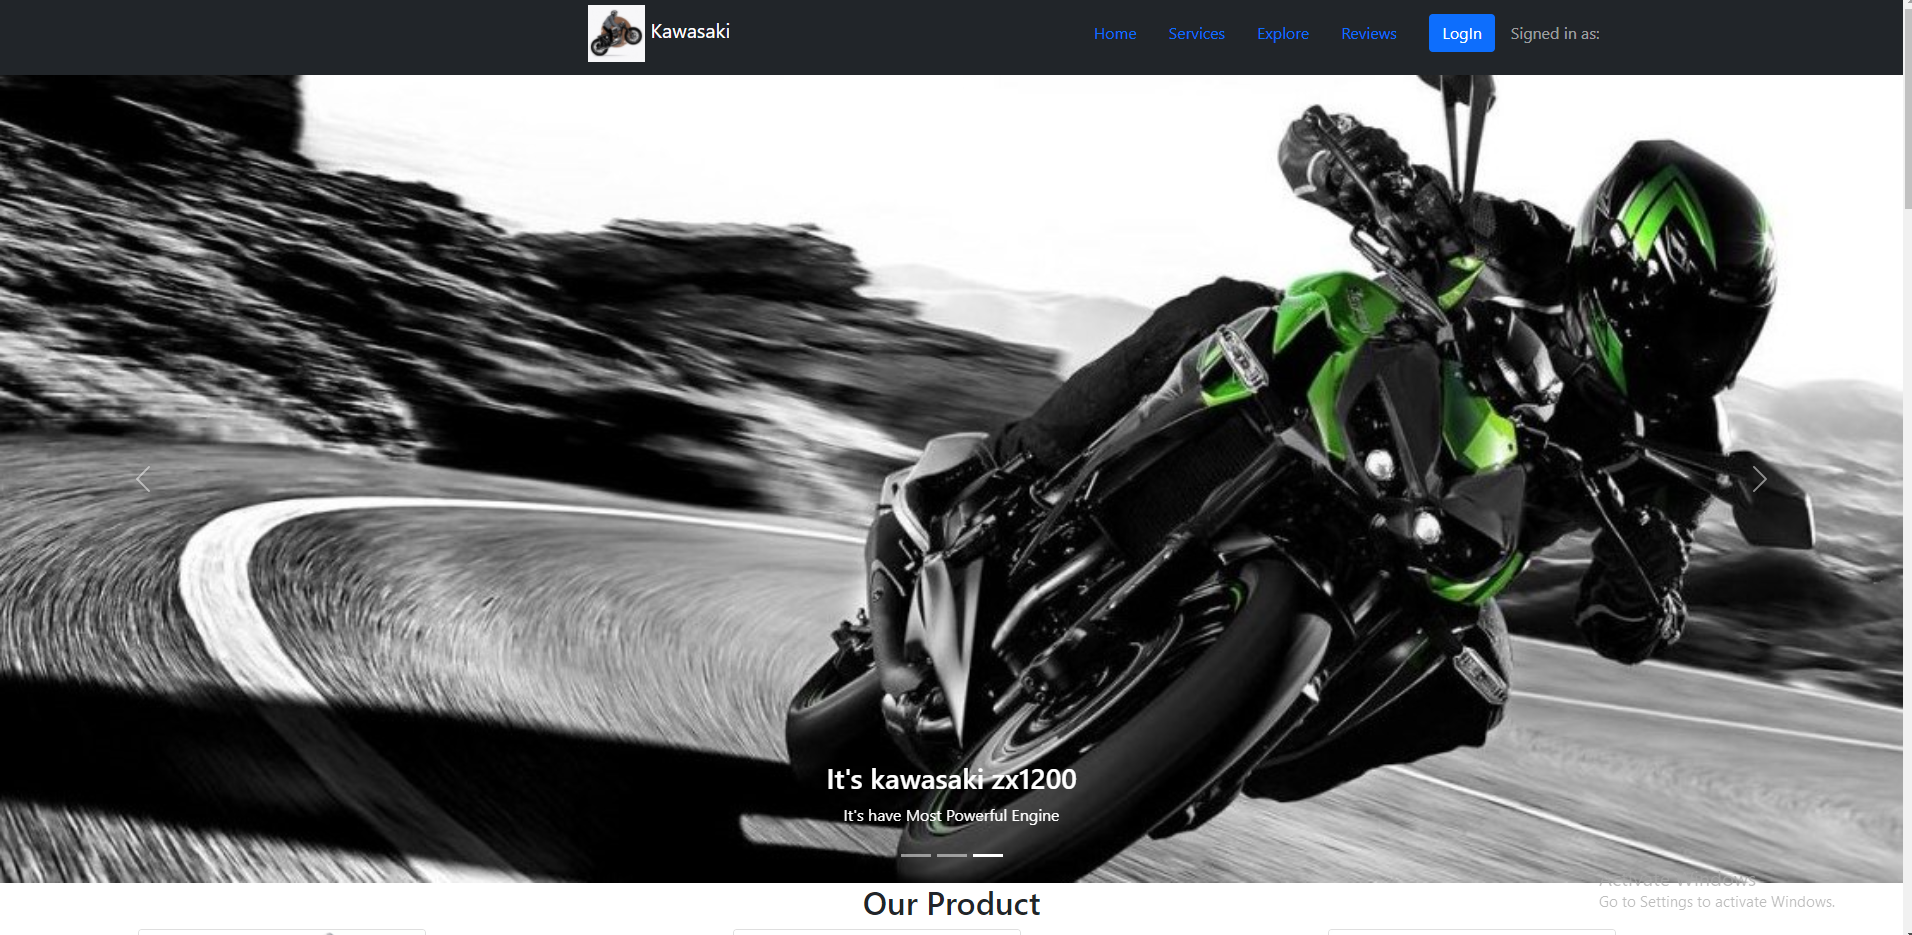 Kawasaki
Home Services Explore Reviews LogIn Signed in as:
It's kawasaki zx1200
It's have Most Powerful Engine
Our Product
Activate Windows
Go to Settings to activate Windows.